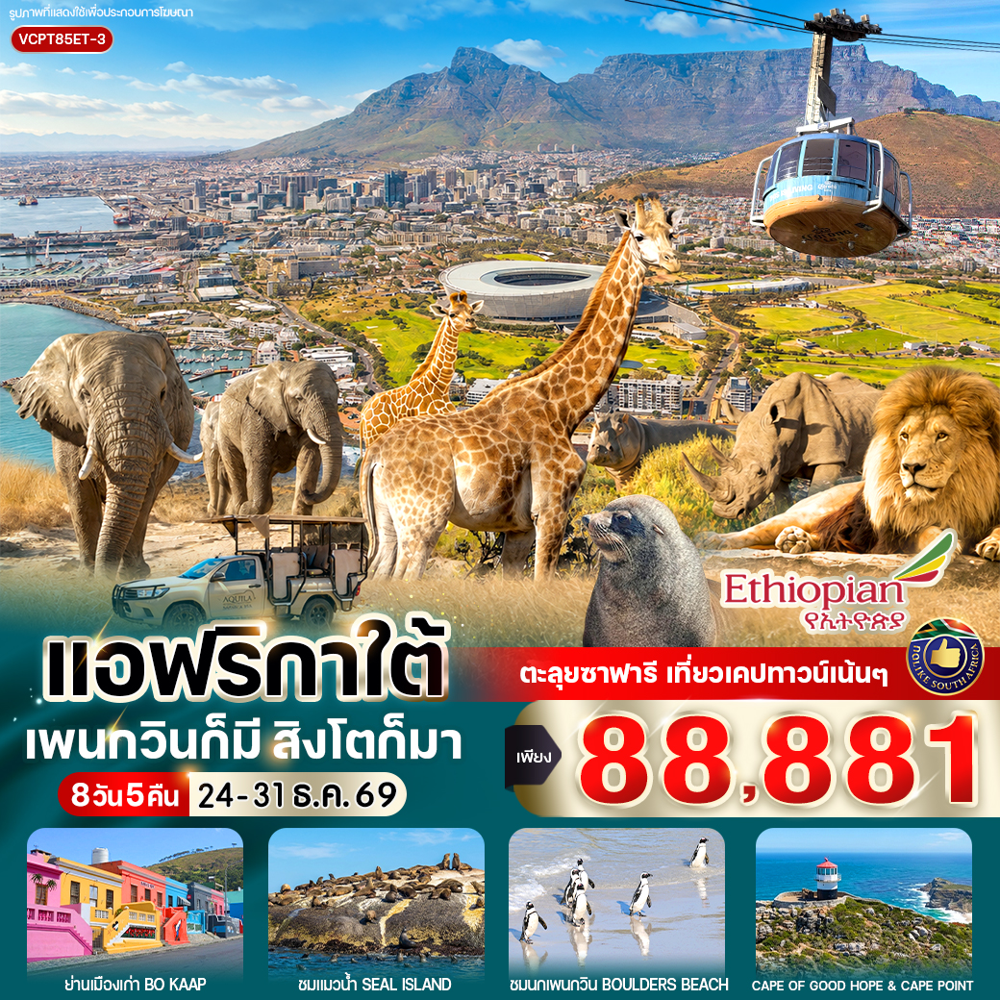 รูปภาพที่แสดงใช้เพื่อประกอบการโฆษณา
VCPT85ET-3
AQUILA
Ethiopian
የኢትዮጵያ
แอฟริกาใต้
ตะลุยซาฟารี เที่ยวเคปทาวน์เน้นๆ
กดLIKE SOUTH AFRICA
เพนกวินก็มี สิงโตก็มา
เพียง
88,881
8วัน5คืน
24-31 ธ.ค. 69
ย่านเมืองเก่า BO KAAP
ชมแมวน้ำ SEAL ISLAND
ชมนกเพนกวิน BOULDERS BEACH
CAPE OF GOOD HOPE & CAPE POINT